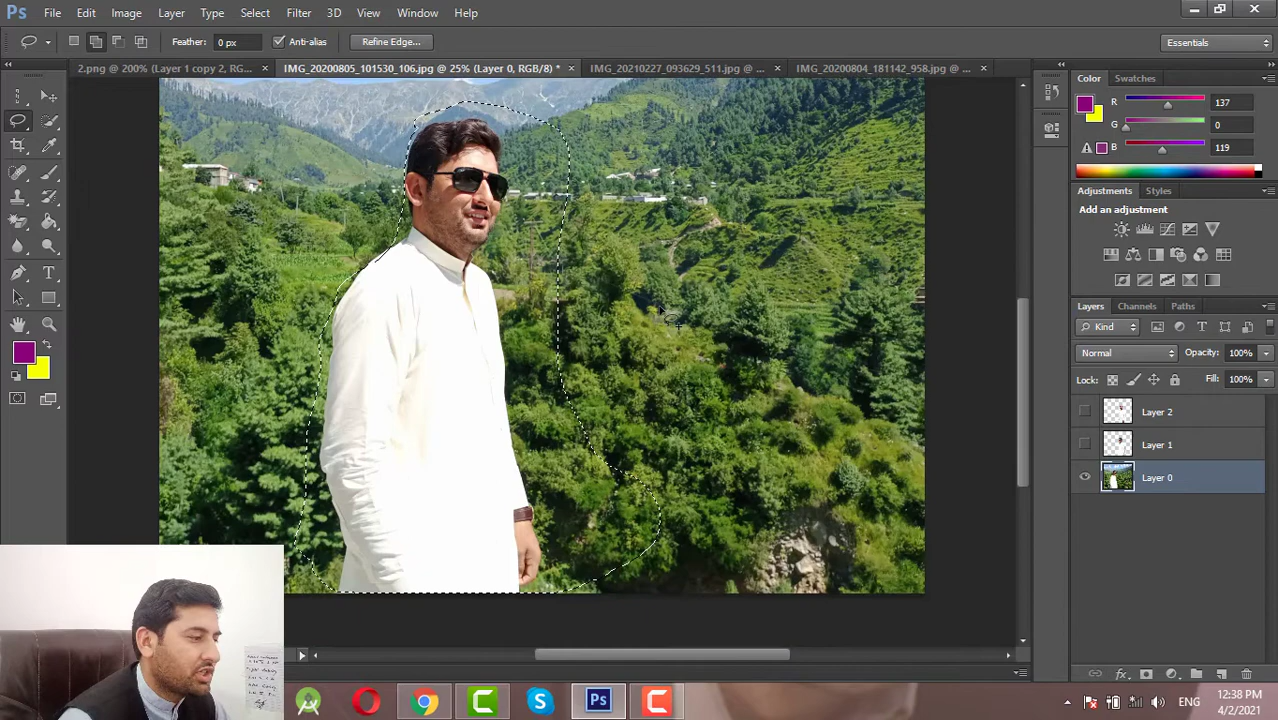 Ps File Edit Image Layer Type Select Filter 3D View Window Help
Feather: 0 px Anti-alias Refine Edge... Essentials
2.png @ 200% (Layer 1 copy 2, RG... × IMG_20200805_101530_106.jpg @ 25% (Layer 0, RGB/8) * × IMG_20210227_093629_511.jpg @ ... × IMG_20200804_181142_958.jpg @ ... ×
Color Swatches
R 137
G 0
B 119
Adjustments Styles
Add an adjustment
Layers Channels Paths
Kind
Normal Opacity: 100%
Lock: Fill: 100%
Layer 2
Layer 1
Layer 0
fx
Ps
ENG
12:38 PM
4/2/2021